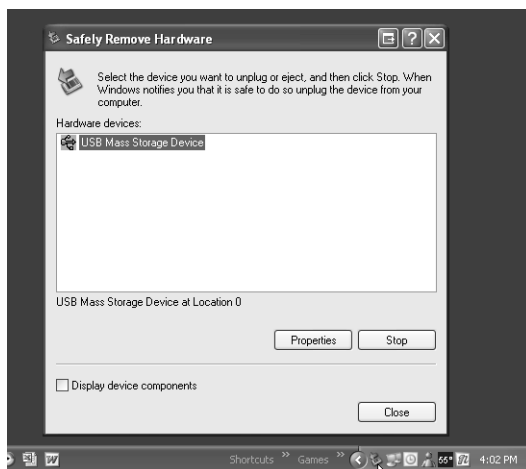 Safely Remove Hardware
Select the device you want to unplug or eject, and then click Stop. When
Windows notifies you that it is safe to do so unplug the device from your
computer.
Hardware devices:
USB Mass Storage Device
USB Mass Storage Device at Location 0
Properties Stop
Display device components
Close
Shortcuts » Games » 55° 4:02 PM